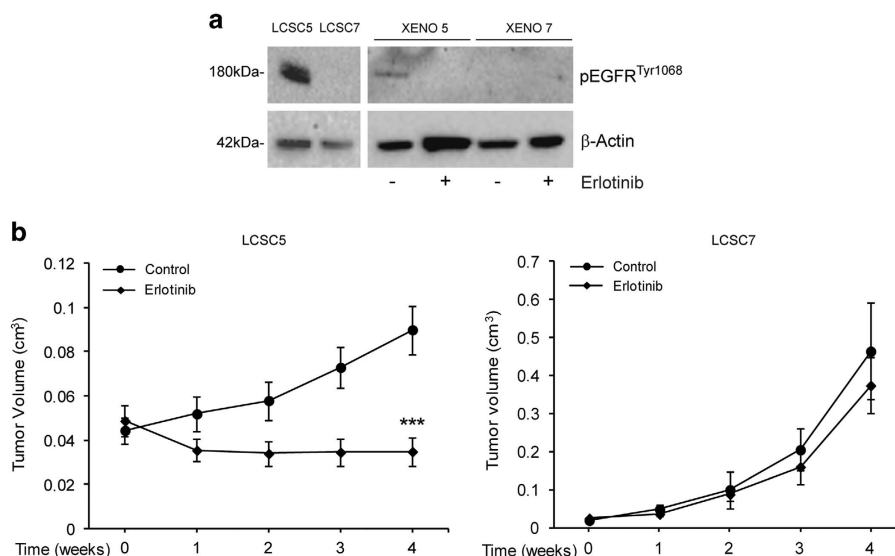 a
LCSC5 LCSC7 XENO 5 XENO 7
180kDa- pEGFR^Tyr1068
42kDa- β-Actin
- + - + Erlotinib
b
LCSC5
Tumor Volume (cm³)
0.12
0.1
0.08
0.06
0.04
0.02
0
Control
Erlotinib
***
Time (weeks) 0 1 2 3 4
LCSC7
Tumor volume (cm³)
0.7
0.6
0.5
0.4
0.3
0.2
0.1
0
Control
Erlotinib
Time (weeks) 0 1 2 3 4